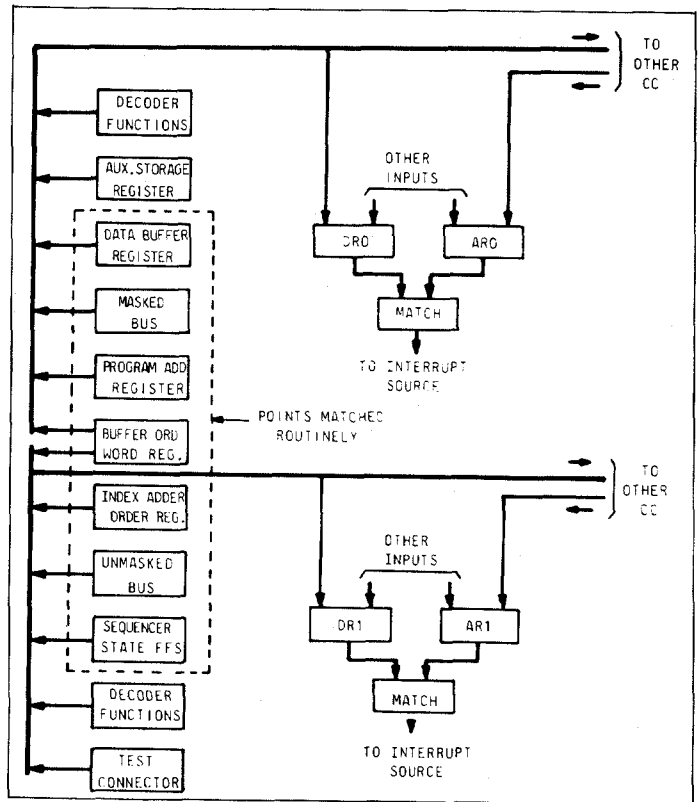 TO
OTHER
CC
DECODER
FUNCTIONS
AUX.STORAGE
REGISTER
OTHER
INPUTS
DATA BUFFER
REGISTER
DR0
AR0
MASKED
BUS
MATCH
TO INTERRUPT
SOURCE
PROGRAM ADD
REGISTER
POINTS MATCHED
ROUTINELY
BUFFER ORD
WORD REG.
TO
OTHER
CC
INDEX ADDER
ORDER REG.
OTHER
INPUTS
UNMASKED
BUS
DR1
AR1
SEQUENCER
STATE FFS
MATCH
DECODER
FUNCTIONS
TO INTERRUPT
SOURCE
TEST
CONNECTOR